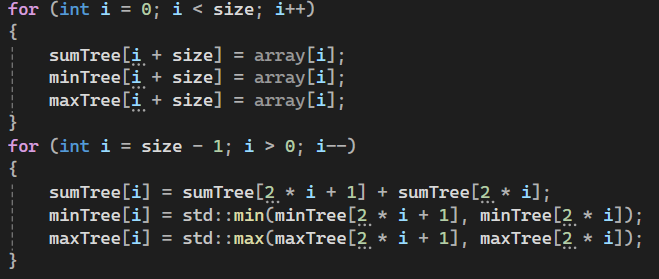 for (int i = 0; i < size; i++)
{
    sumTree[i + size] = array[i];
    minTree[i + size] = array[i];
    maxTree[i + size] = array[i];
}
for (int i = size - 1; i > 0; i--)
{
    sumTree[i] = sumTree[2 * i + 1] + sumTree[2 * i];
    minTree[i] = std::min(minTree[2 * i + 1], minTree[2 * i]);
    maxTree[i] = std::max(maxTree[2 * i + 1], maxTree[2 * i]);
}